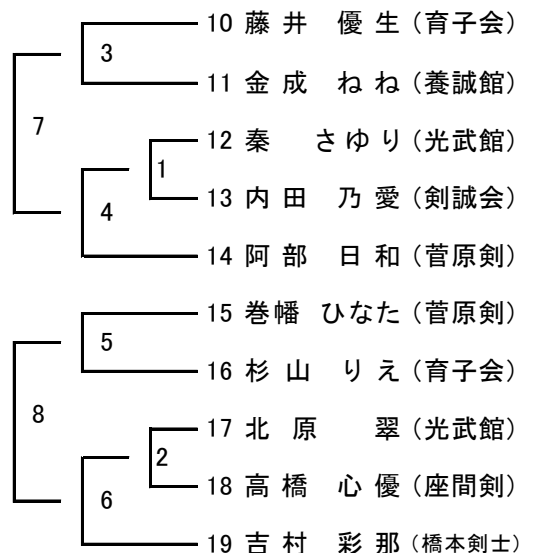 10 藤井 優生（育子会）
3
11 金成 ねね（養誠館）
7
12 秦 さゆり（光武館）
1
13 内田 乃愛（剣誠会）
4
14 阿部 日和（菅原剣）
15 巻幡 ひなた（菅原剣）
5
16 杉山 りえ（育子会）
8
17 北原 翠（光武館）
2
18 高橋 心優（座間剣）
6
19 吉村 彩那（橋本剣士）